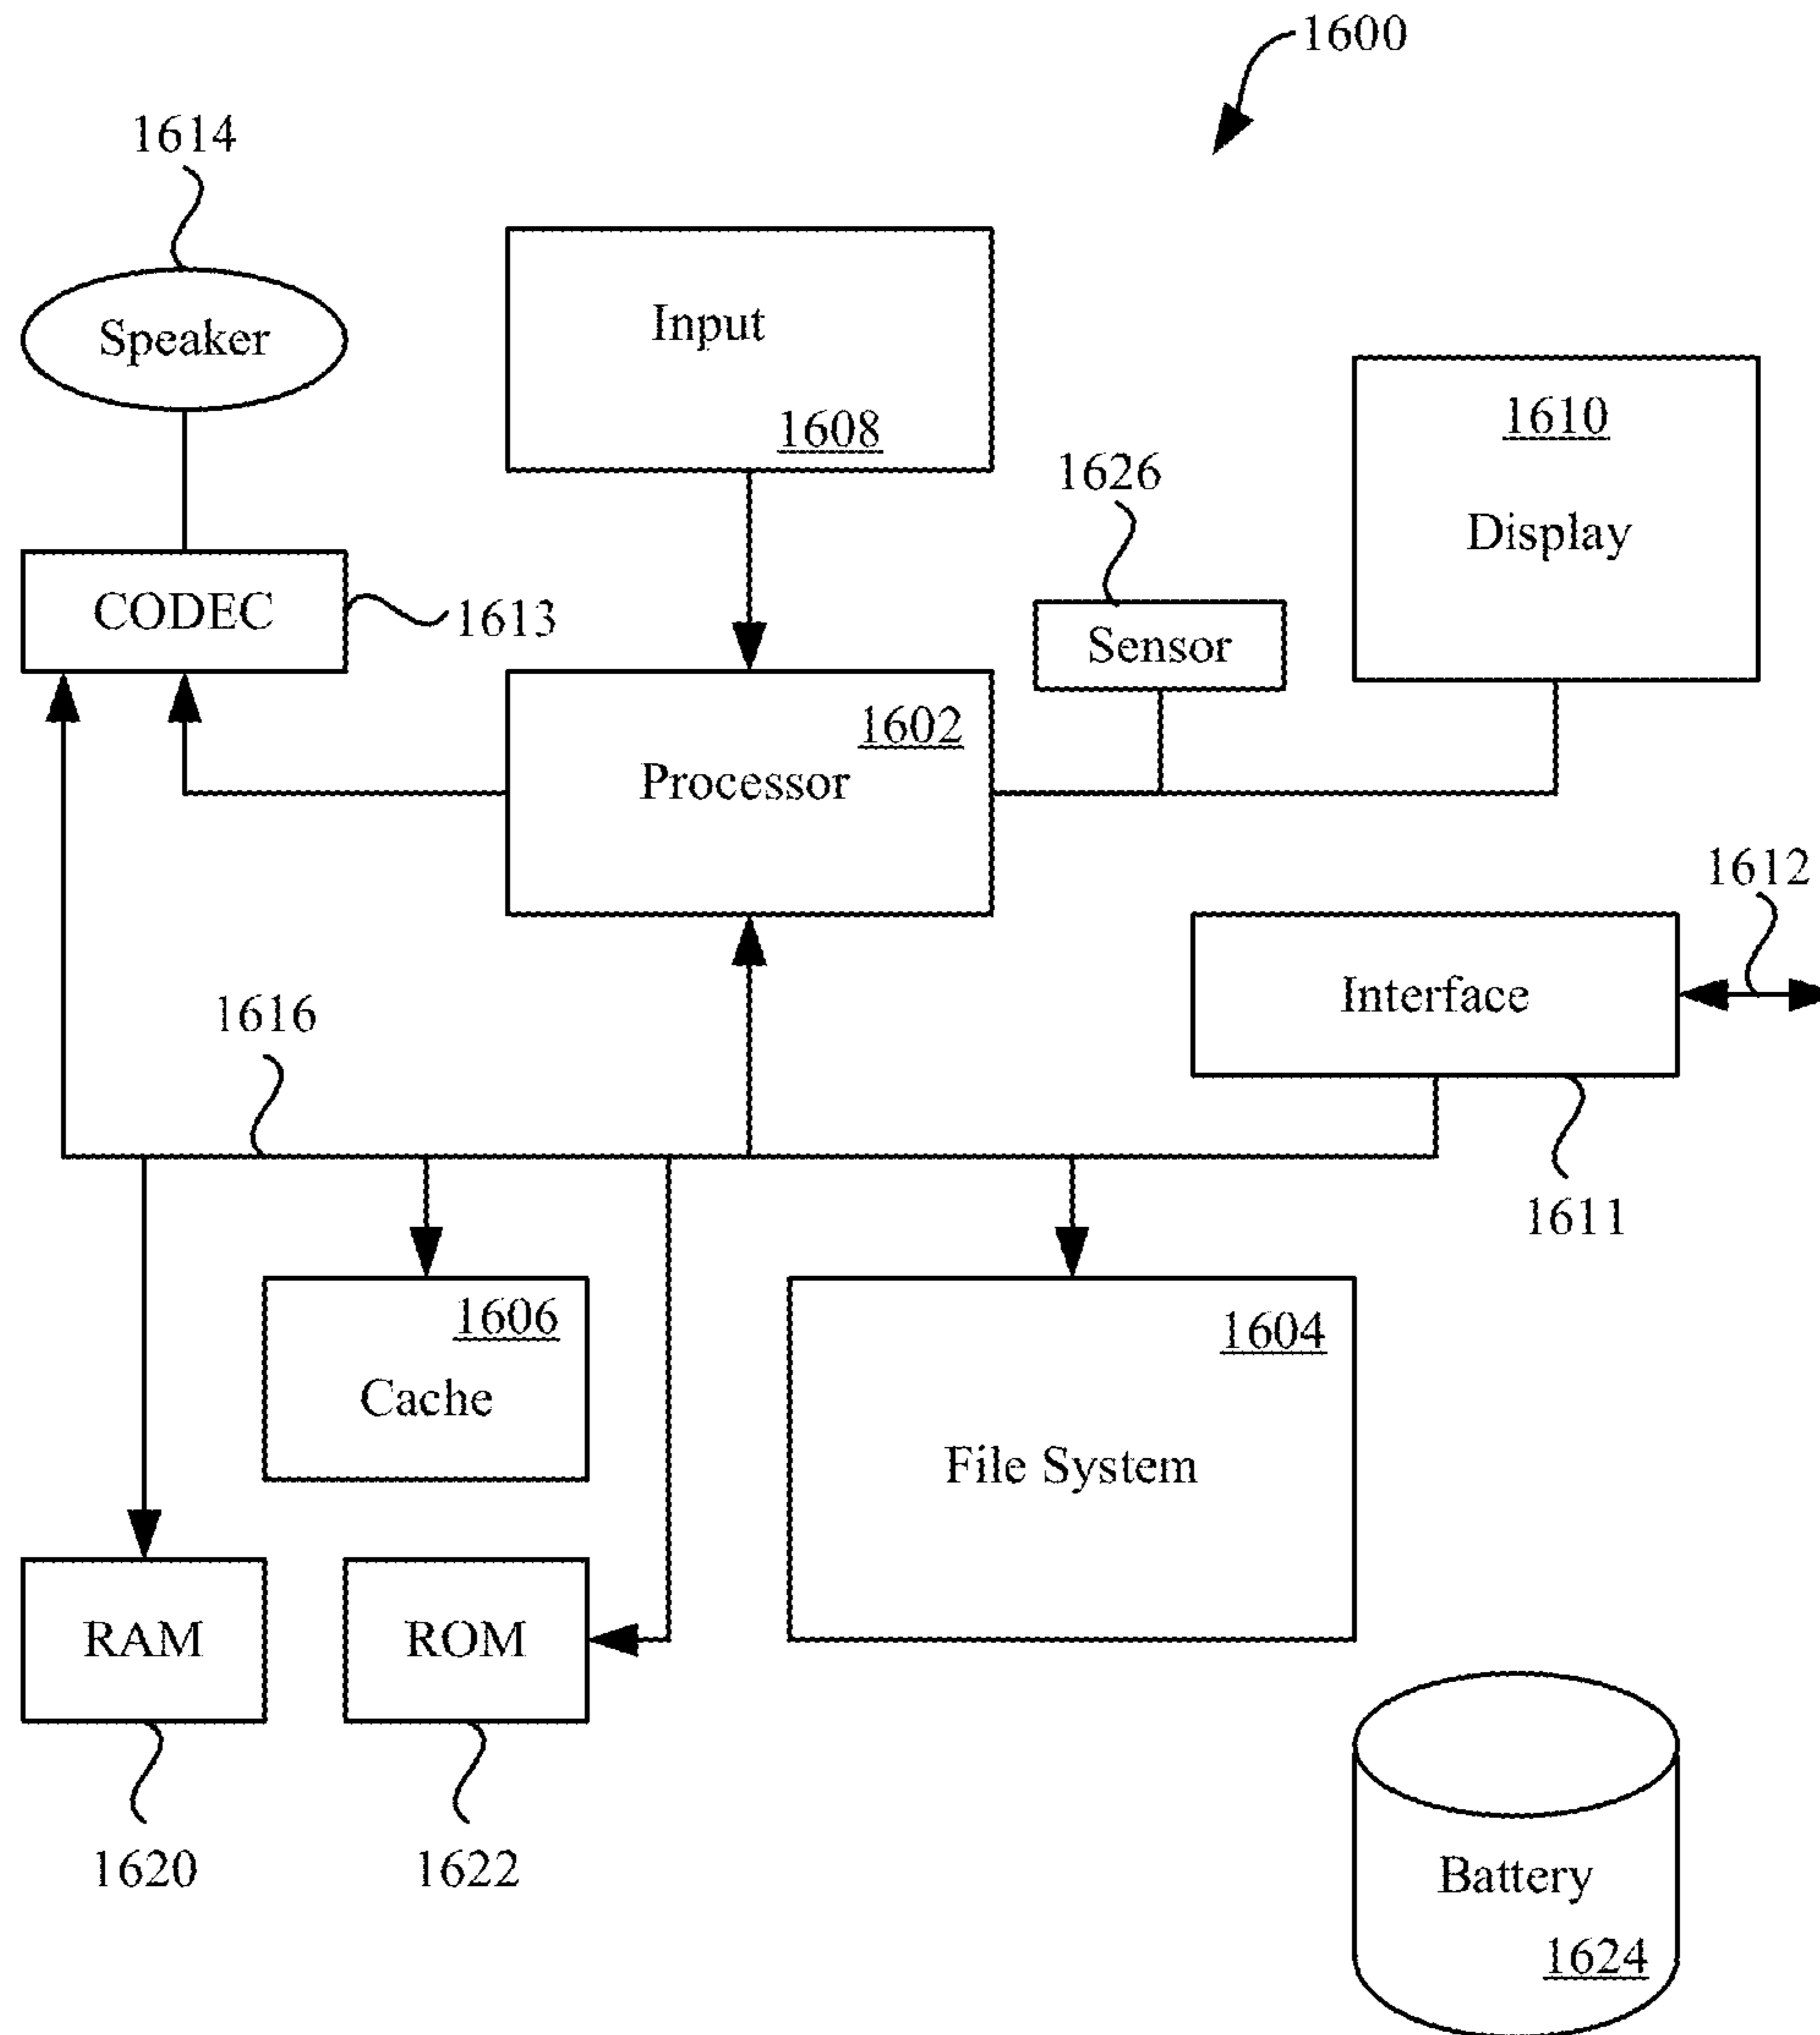 1600
1614
Speaker
Input
1608
1610
Display
1626
Sensor
CODEC
1613
1602
Processor
1612
Interface
1616
1611
1606
Cache
1604
File System
RAM
ROM
1620
1622
Battery
1624